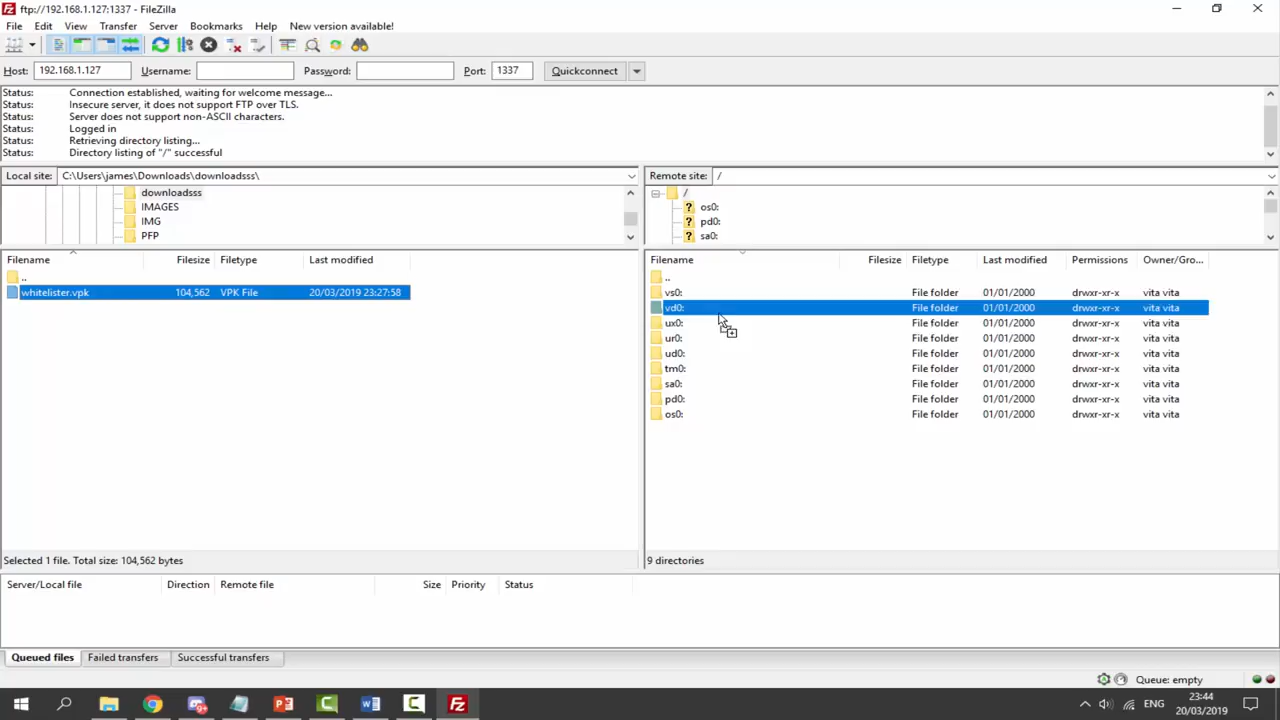 ftp://192.168.1.127:1337 - FileZilla
File Edit View Transfer Server Bookmarks Help New version available!
Host: 192.168.1.127 Username: Password: Port: 1337 Quickconnect
Status: Connection established, waiting for welcome message...
Status: Insecure server, it does not support FTP over TLS.
Status: Server does not support non-ASCII characters.
Status: Logged in
Status: Retrieving directory listing...
Status: Directory listing of "/" successful
Local site: C:\Users\james\Downloads\downloadsss\
downloadsss
IMAGES
IMG
PFP
Remote site: /
/
? os0:
? pd0:
? sa0:
Filename Filesize Filetype Last modified
..
whitelister.vpk 104,562 VPK File 20/03/2019 23:27:58
Selected 1 file. Total size: 104,562 bytes
Filename Filesize Filetype Last modified Permissions Owner/Gro...
..
vs0: File folder 01/01/2000 drwxr-xr-x vita vita
vd0: File folder 01/01/2000 drwxr-xr-x vita vita
ux0: File folder 01/01/2000 drwxr-xr-x vita vita
ur0: File folder 01/01/2000 drwxr-xr-x vita vita
ud0: File folder 01/01/2000 drwxr-xr-x vita vita
tm0: File folder 01/01/2000 drwxr-xr-x vita vita
sa0: File folder 01/01/2000 drwxr-xr-x vita vita
pd0: File folder 01/01/2000 drwxr-xr-x vita vita
os0: File folder 01/01/2000 drwxr-xr-x vita vita
9 directories
Server/Local file Direction Remote file Size Priority Status
Queued files Failed transfers Successful transfers
Queue: empty
ENG
23:44
20/03/2019